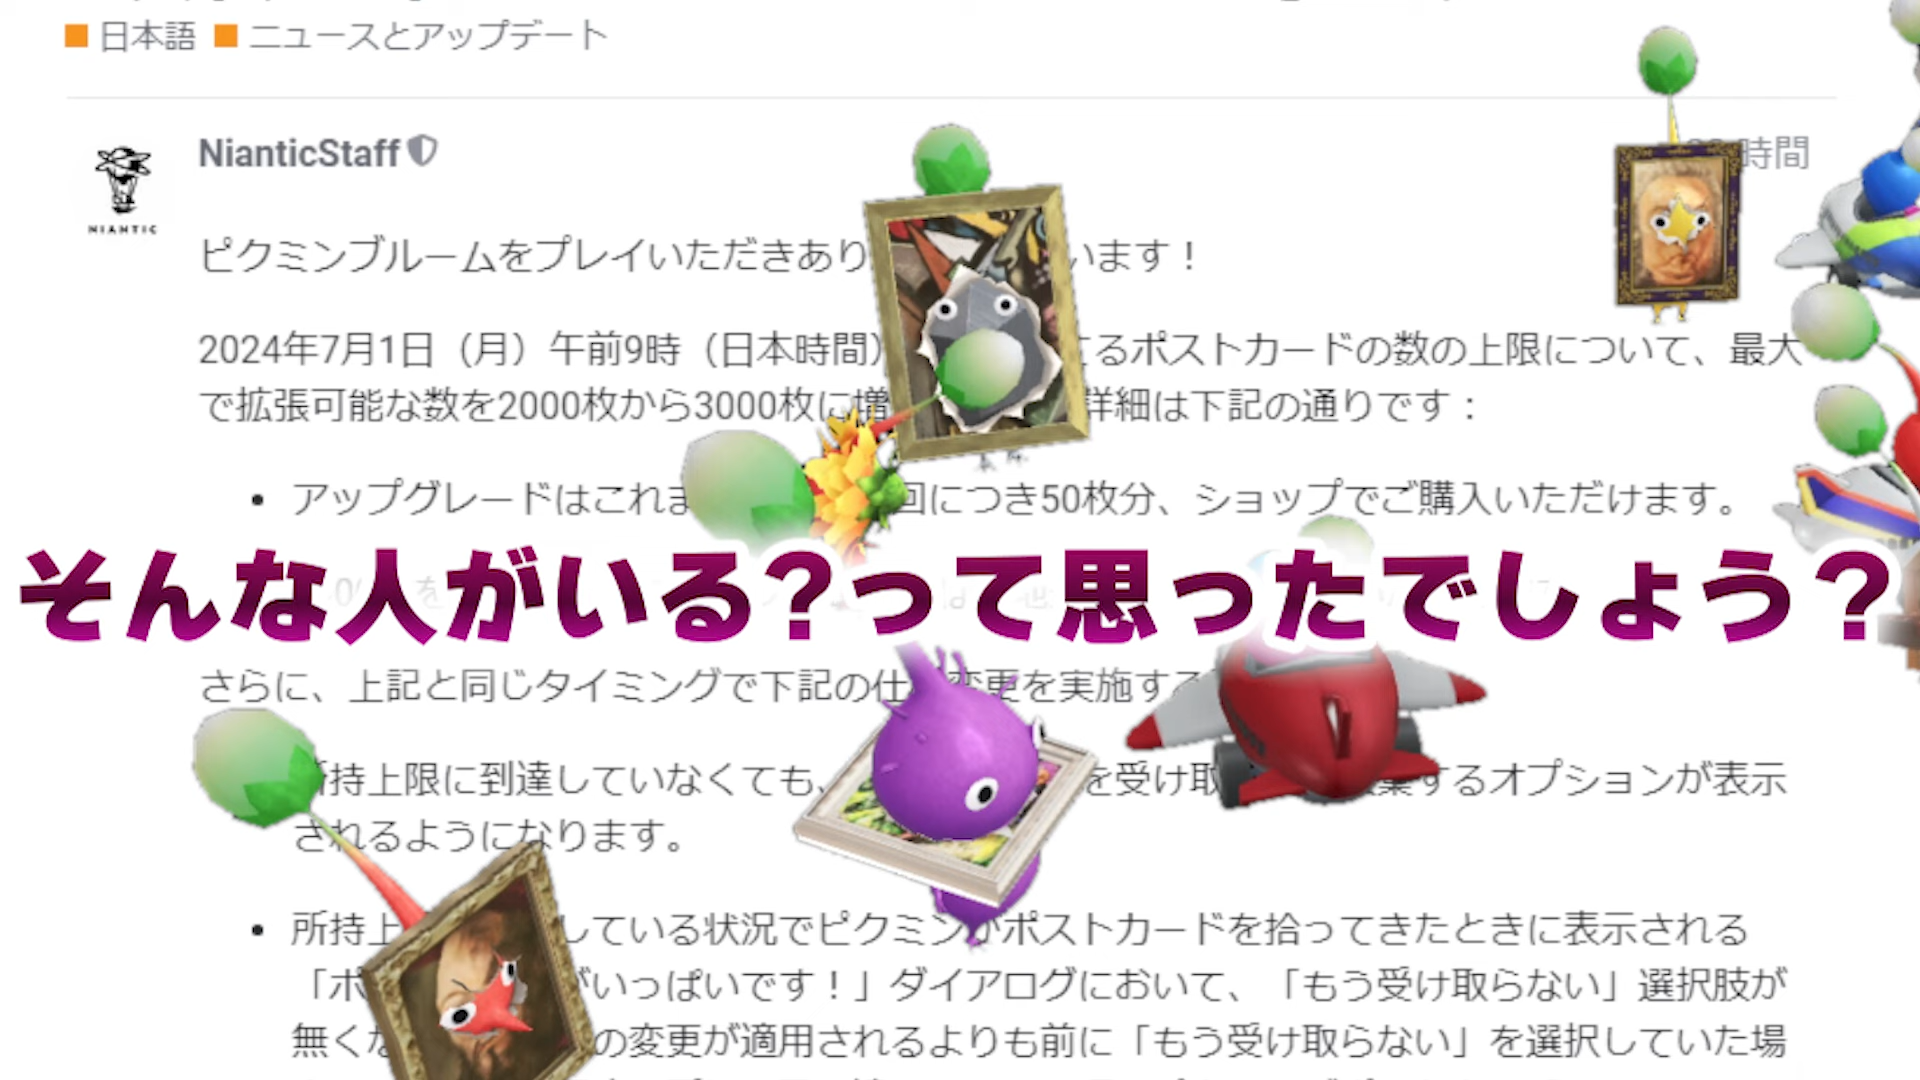 日本語 ニュースとアップデート
NianticStaff
時間
NIANTIC
ピクミンブルームをプレイいただきあり います!
2024年7月1日(月)午前9時(日本時間) るポストカードの数の上限について、最大
で拡張可能な数を2000枚から3000枚に増 詳細は下記の通りです:
アップグレードはこれま 回につき50枚分、ショップでご購入いただけます。
そんな人がいる?って思ったでしょう?
さらに、上記と同じタイミングで下記の仕 変更を実施する
所持上限に到達していなくても、 を受け取 するオプションが表示
されるようになります。
所持上 している状況でピクミンがポストカードを拾ってきたときに表示される
「ポ がいっぱいです!」ダイアログにおいて、「もう受け取らない」選択肢が
無くな の変更が適用されるよりも前に「もう受け取らない」を選択していた場